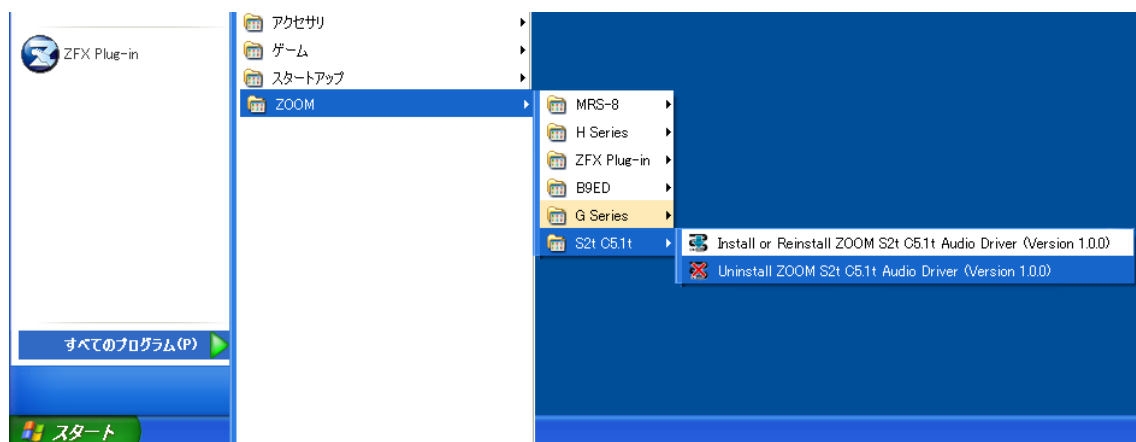 ZFX Plug-in
すべてのプログラム(P)
スタート
アクセサリ
ゲーム
スタートアップ
ZOOM
MRS-8
H Series
ZFX Plug-in
B9ED
G Series
S2t C5.1t
Install or Reinstall ZOOM S2t C5.1t Audio Driver (Version 1.0.0)
Uninstall ZOOM S2t C5.1t Audio Driver (Version 1.0.0)